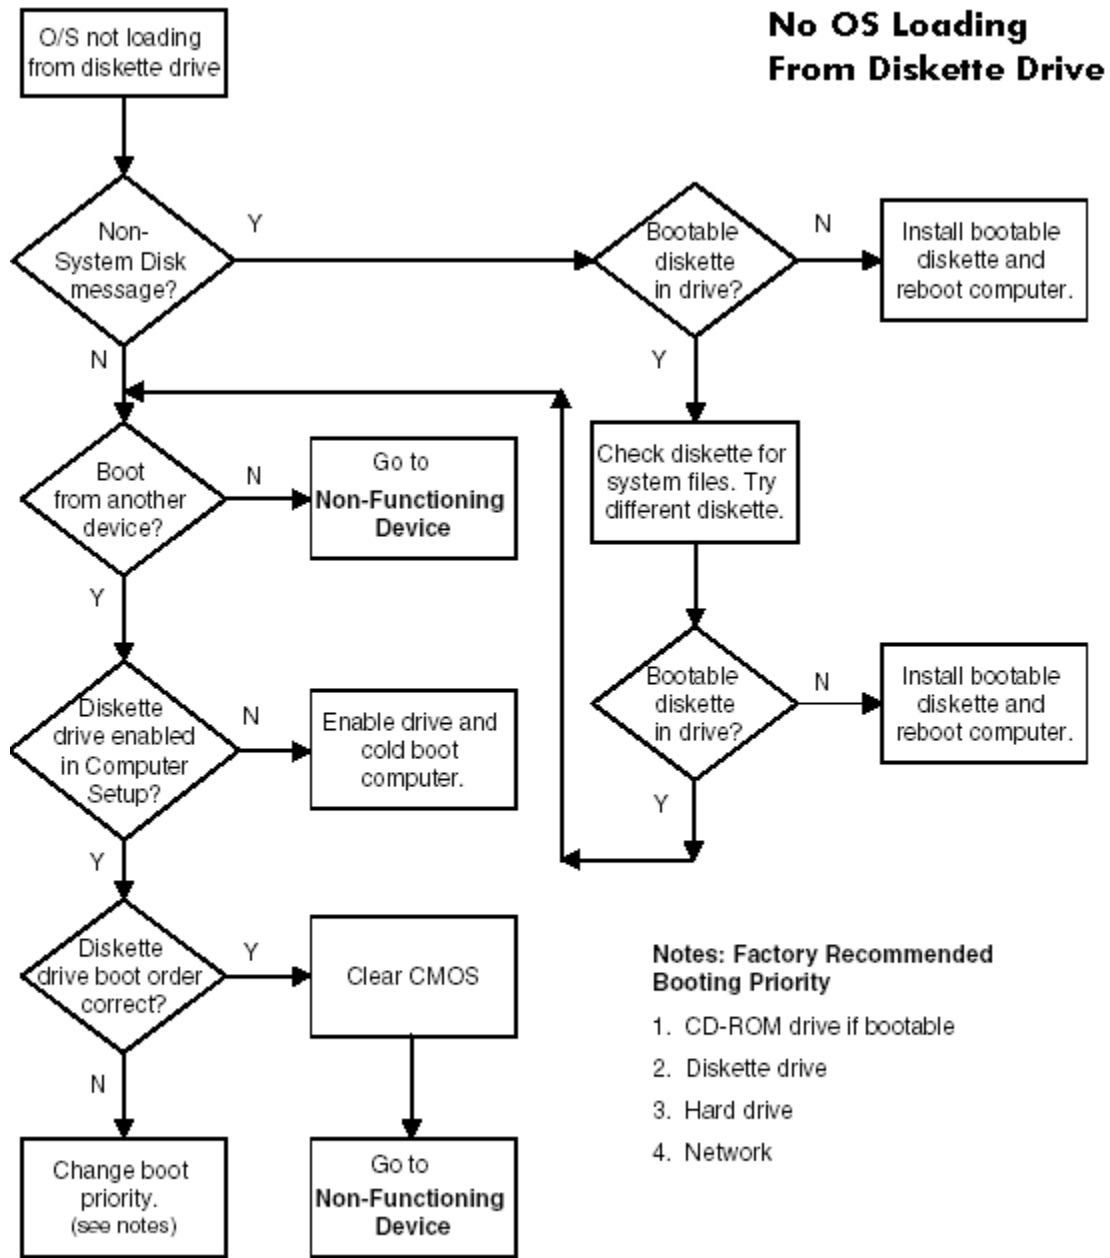 No OS Loading
From Diskette Drive
O/S not loading
from diskette drive
Non-
System Disk
message?
Y
N
Bootable
diskette
in drive?
N
Y
Install bootable
diskette and
reboot computer.
Boot
from another
device?
N
Y
Go to
Non-Functioning
Device
Check diskette for
system files. Try
different diskette.
Diskette
drive enabled
in Computer
Setup?
N
Y
Enable drive and
cold boot
computer.
Bootable
diskette
in drive?
N
Y
Install bootable
diskette and
reboot computer.
Diskette
drive boot order
correct?
Y
N
Clear CMOS
Change boot
priority.
(see notes)
Go to
Non-Functioning
Device
Notes: Factory Recommended
Booting Priority
1. CD-ROM drive if bootable
2. Diskette drive
3. Hard drive
4. Network